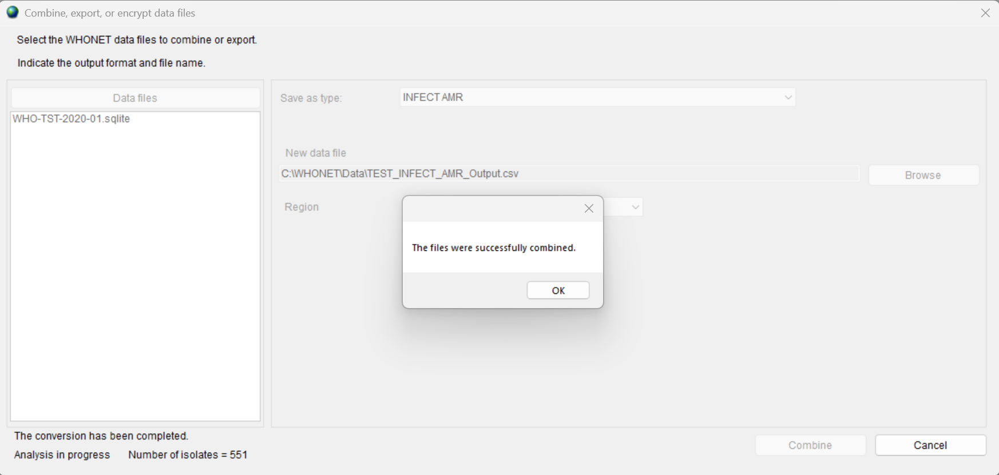 Combine, export, or encrypt data files
Select the WHONET data files to combine or export.
Indicate the output format and file name.
Data files
WHO-TST-2020-01.sqlite
Save as type:
INFECT AMR
New data file
C:\WHONET\Data\TEST_INFECT_AMR_Output.csv
Browse
Region
The files were successfully combined.
OK
The conversion has been completed.
Analysis in progress Number of isolates = 551
Combine
Cancel